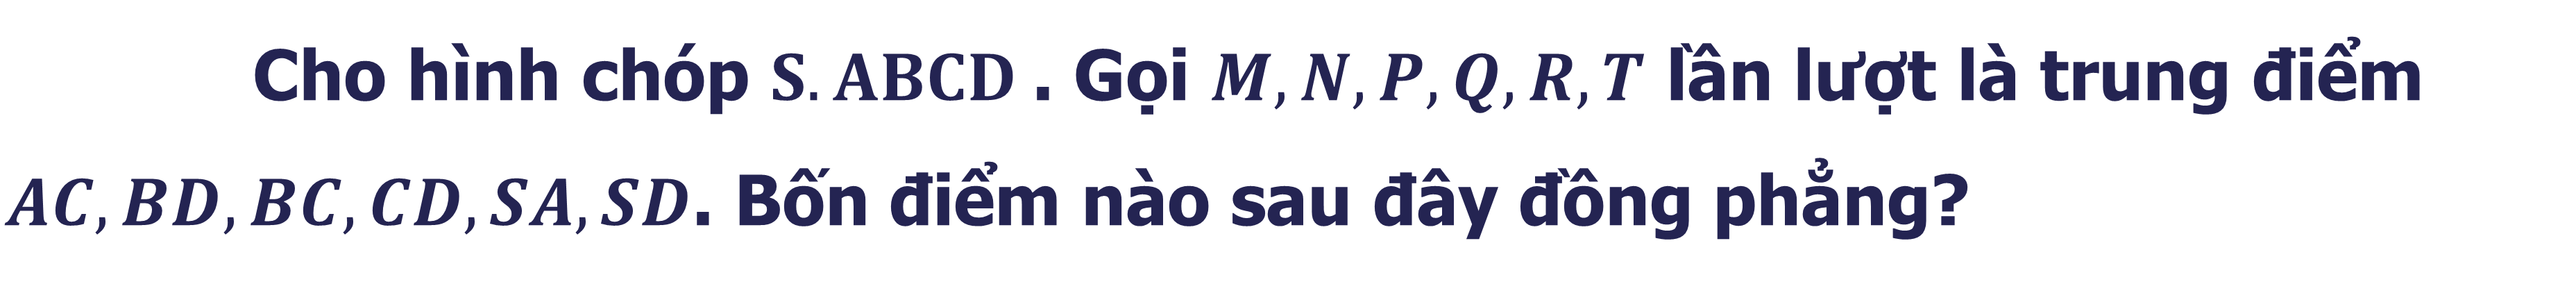 Cho hình chóp S. ABCD . Gọi M, N, P, Q, R, T lần lượt là trung điểm
AC, BD, BC, CD, SA, SD. Bốn điểm nào sau đây đồng phẳng?